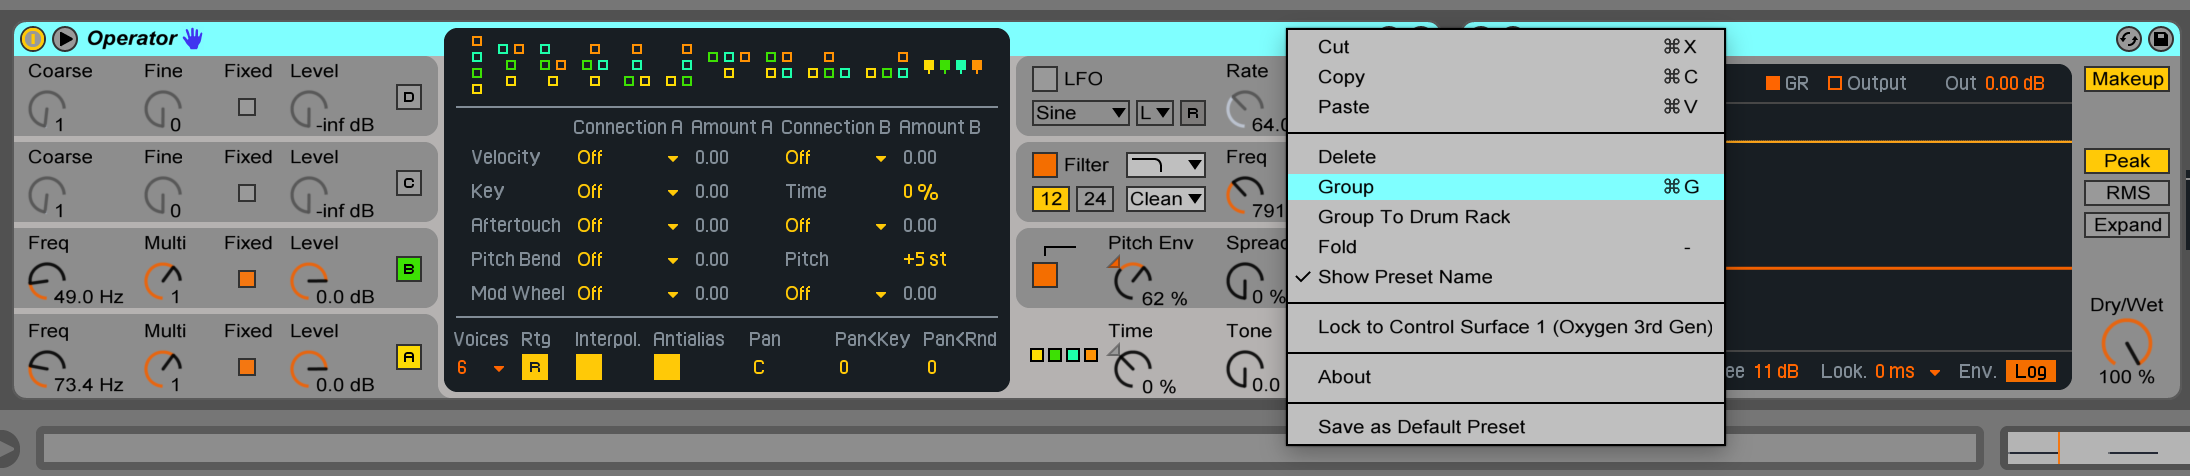 Operator
Coarse Fine Fixed Level D
1 0 -inf dB
Coarse Fine Fixed Level C
1 0 -inf dB
Freq Multi Fixed Level B
49.0 Hz 1 0.0 dB
Freq Multi Fixed Level A
73.4 Hz 1 0.0 dB
Connection A Amount A Connection B Amount B
Velocity Off 0.00 Off 0.00
Key Off 0.00 Time 0 %
Aftertouch Off 0.00 Off 0.00
Pitch Bend Off 0.00 Pitch +5 st
Mod Wheel Off 0.00 Off 0.00
Voices Rtg Interpol. Antialias Pan Pan<Key Pan<Rnd
6 R C 0 0
LFO Rate
Sine L R
64.0
Filter Freq
12 24 Clean
791
Pitch Env Spread
62 % 0 %
Time Tone
0 % 0.0
Cut ⌘X
Copy ⌘C
Paste ⌘V
Delete
Group ⌘G
Group To Drum Rack
Fold -
Show Preset Name
Lock to Control Surface 1 (Oxygen 3rd Gen)
About
Save as Default Preset
GR Output Out 0.00 dB
ee 11 dB Look. 0 ms Env. Log
Makeup
Peak
RMS
Expand
Dry/Wet
100 %